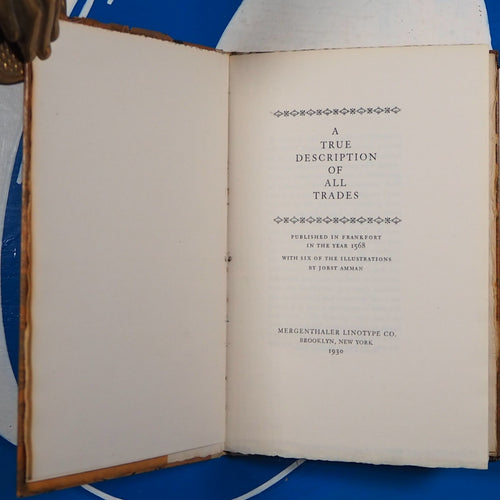 A
TRUE
DESCRIPTION
OF
ALL
TRADES
PUBLISHED IN FRANKFORT
IN THE YEAR 1568
WITH SIX OF THE ILLUSTRATIONS
BY JOBST AMMAN
MERGENTHALER LINOTYPE CO.
BROOKLYN, NEW YORK
1930